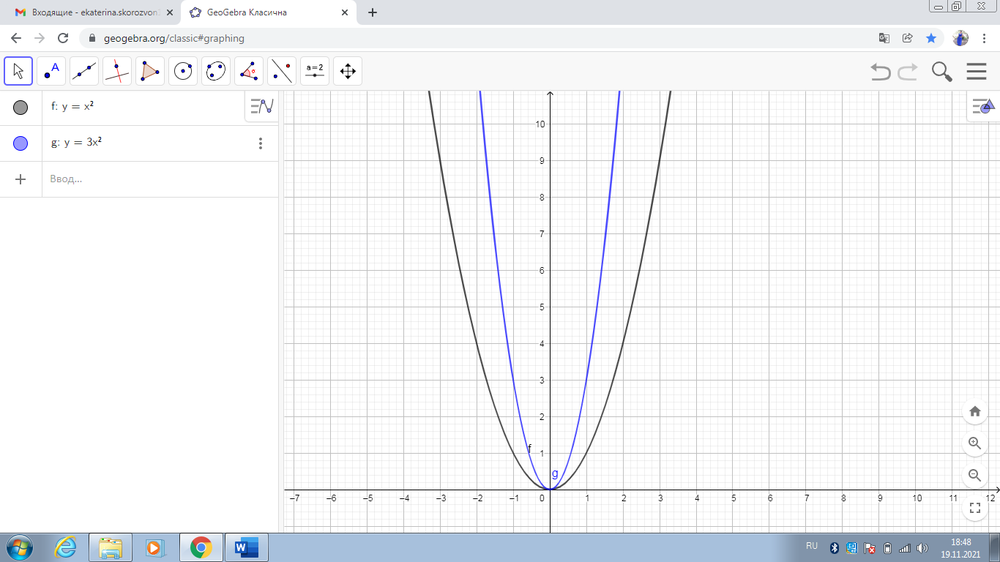 Входящие - ekaterina.skorozvon
GeoGebra Класична
geogebra.org/classic#graphing
A
a=2
f: y = x²
g: y = 3x²
Ввод...
10
9
8
7
6
5
4
3
2
1
f
g
–7 –6 –5 –4 –3 –2 –1 0 1 2 3 4 5 6 7 8 9 10 11 12
RU
18:48
19.11.2021